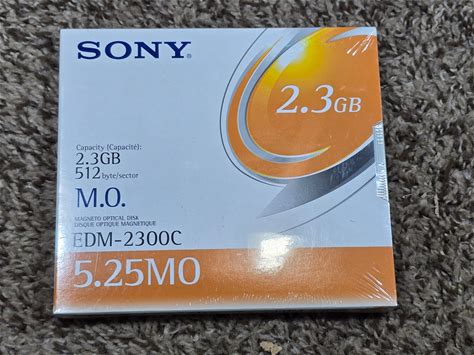 SONY®
2.3GB
Capacity (Capacité):
2.3GB
512 byte/sector
M.O.
MAGNETO OPTICAL DISK
DISQUE OPTIQUE MAGNETIQUE
EDM-2300C
5.25MO